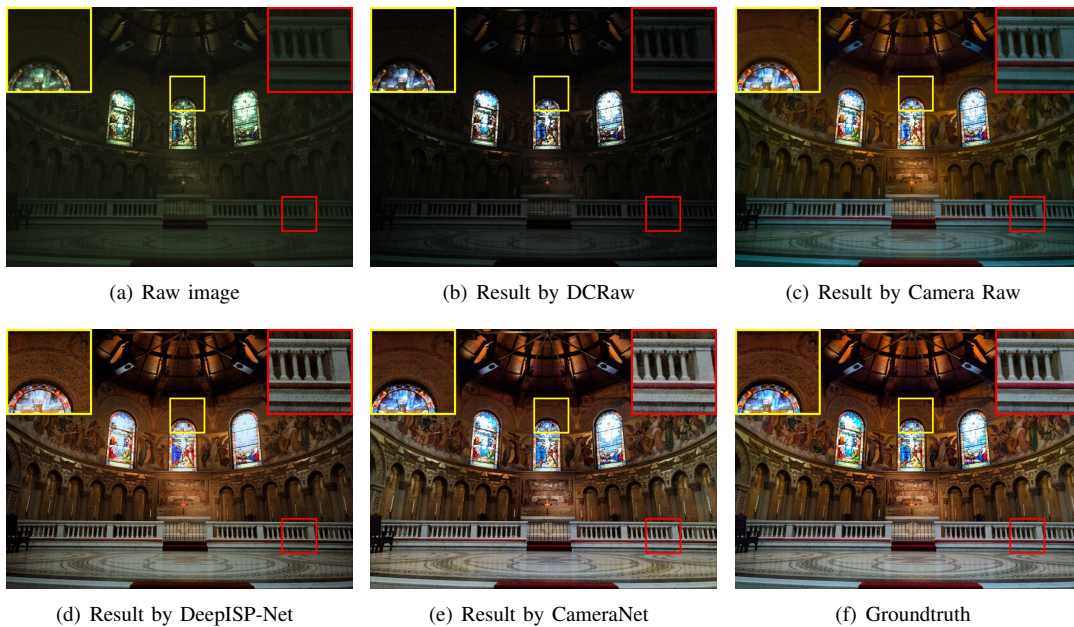 (a) Raw image
(b) Result by DCRaw
(c) Result by Camera Raw
(d) Result by DeepISP-Net
(e) Result by CameraNet
(f) Groundtruth